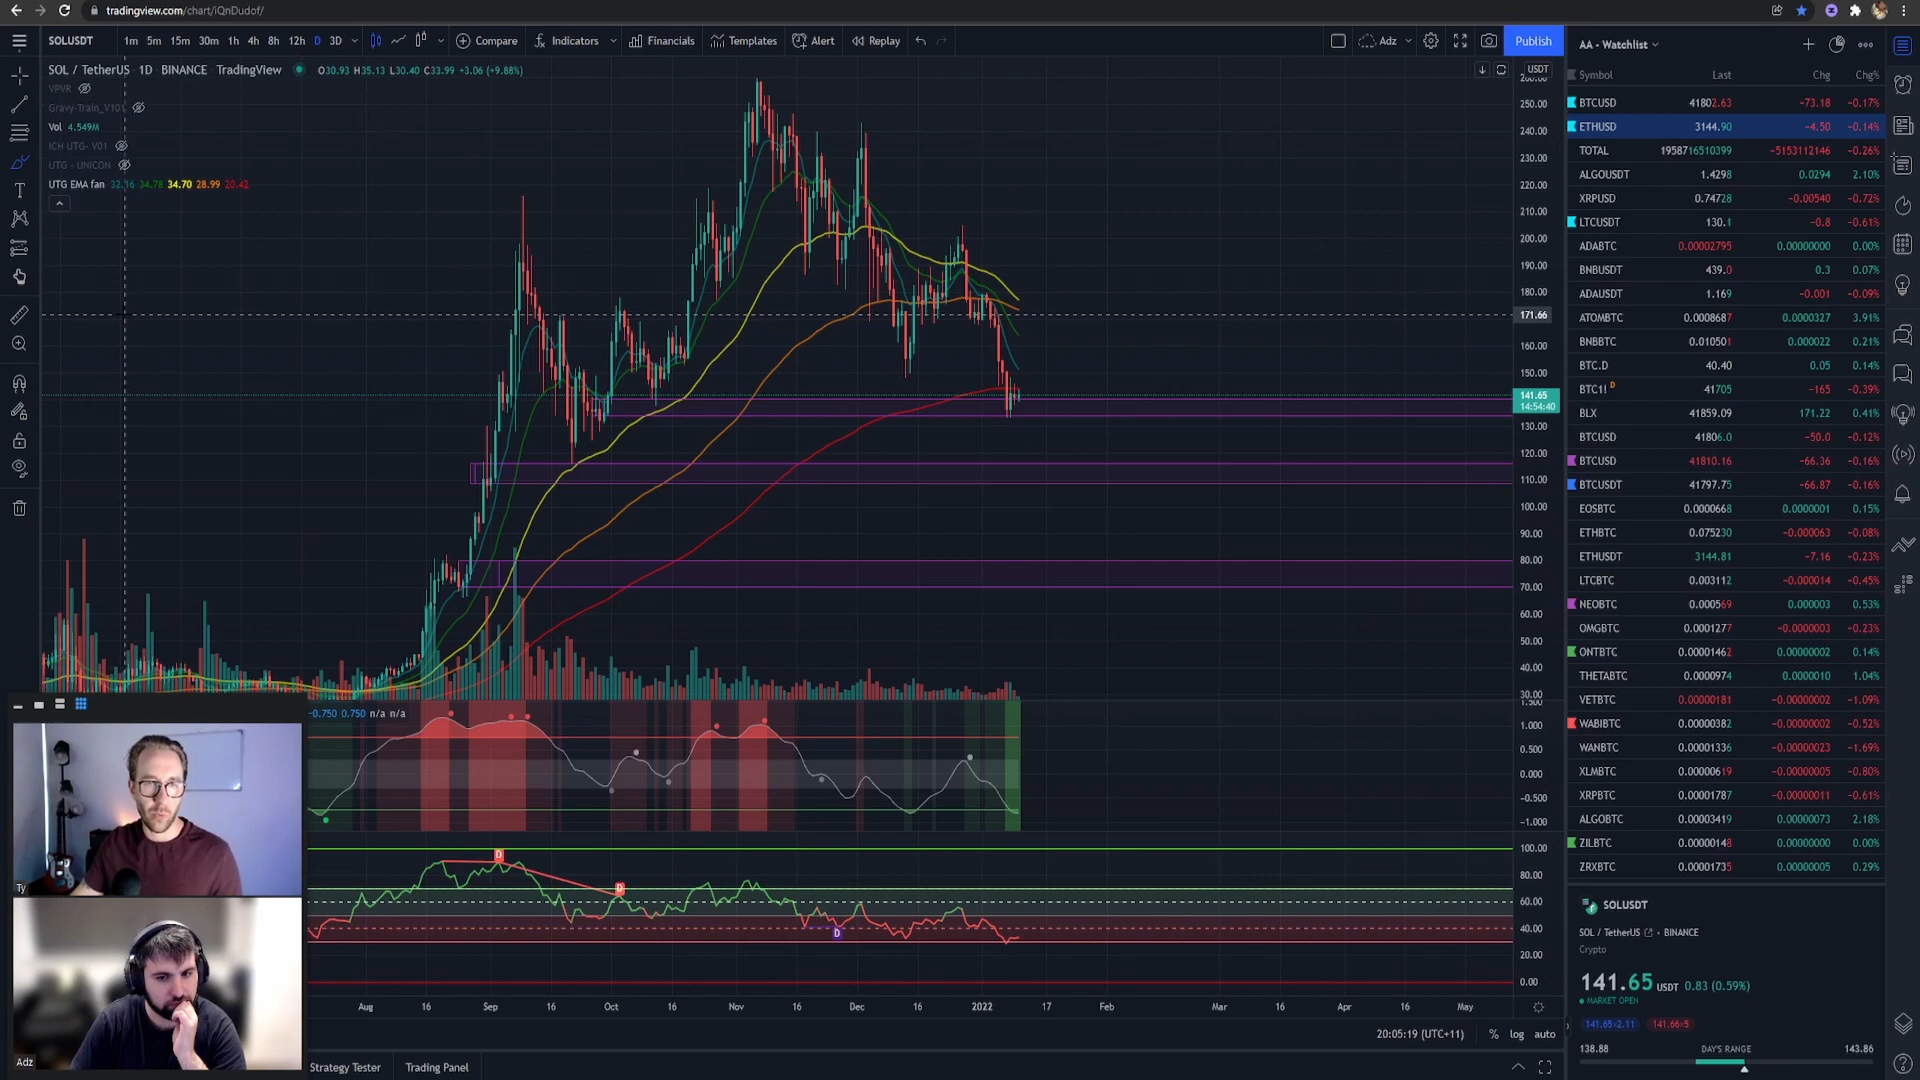 tradingview.com/chart/iQnDudof/
SOLUSDT 1m 5m 15m 30m 1h 4h 8h 12h D 3D Compare Indicators Financials Templates Alert Replay Adz Publish
SOL / TetherUS · 1D · BINANCE · TradingView O30.93 H35.13 L30.40 C33.99 +3.06 (+9.88%)
VPVR
Gravy-Train_V101
Vol 4.549M
ICH UTG- V01
UTG - UNICON
UTG EMA fan 32.16 34.78 34.70 28.99 20.42
USDT
260.00
250.00
240.00
230.00
220.00
210.00
200.00
190.00
180.00
171.66
160.00
150.00
141.65
14:54:40
130.00
120.00
110.00
100.00
90.00
80.00
70.00
60.00
50.00
40.00
30.00
-0.750 0.750 n/a n/a
1.500
1.000
0.500
0.000
-0.500
-1.000
D
D
D
100.00
80.00
60.00
40.00
20.00
0.00
Aug 16 Sep 16 Oct 16 Nov 16 Dec 16 2022 17 Feb Mar 16 Apr 16 May
20:05:19 (UTC+11) % log auto
Strategy Tester Trading Panel
Ty
Adz
AA - Watchlist
Symbol Last Chg Chg%
BTCUSD 41802.63 -73.18 -0.17%
ETHUSD 3144.90 -4.50 -0.14%
TOTAL 1958716510399 -5153112146 -0.26%
ALGOUSDT 1.4298 0.0294 2.10%
XRPUSD 0.74728 -0.00540 -0.72%
LTCUSDT 130.1 -0.8 -0.61%
ADABTC 0.00002795 0.00000000 0.00%
BNBUSDT 439.0 0.3 0.07%
ADAUSDT 1.169 -0.001 -0.09%
ATOMBTC 0.0008687 0.0000327 3.91%
BNBBTC 0.010501 0.000022 0.21%
BTC.D 40.40 0.05 0.14%
BTC1! D 41705 -165 -0.39%
BLX 41859.09 171.22 0.41%
BTCUSD 41806.0 -50.0 -0.12%
BTCUSD 41810.16 -66.36 -0.16%
BTCUSDT 41797.75 -66.87 -0.16%
EOSBTC 0.0000668 0.0000001 0.15%
ETHBTC 0.075230 -0.000063 -0.08%
ETHUSDT 3144.81 -7.16 -0.23%
LTCBTC 0.003112 -0.000014 -0.45%
NEOBTC 0.000569 0.000003 0.53%
OMGBTC 0.0001277 -0.0000003 -0.23%
ONTBTC 0.00001462 0.00000002 0.14%
THETABTC 0.0000974 0.0000010 1.04%
VETBTC 0.00000181 -0.00000002 -1.09%
WABIBTC 0.00000382 -0.00000002 -0.52%
WANBTC 0.00001336 -0.00000023 -1.69%
XLMBTC 0.00000619 -0.00000005 -0.80%
XRPBTC 0.00001787 -0.00000011 -0.61%
ALGOBTC 0.00003419 0.00000073 2.18%
ZILBTC 0.00000148 0.00000000 0.00%
ZRXBTC 0.00001735 0.00000005 0.29%
SOLUSDT
SOL / TetherUS • BINANCE
Crypto
141.65 USDT 0.83 (0.59%)
MARKET OPEN
141.65×2.11 141.66×5
138.88 DAY'S RANGE 143.86